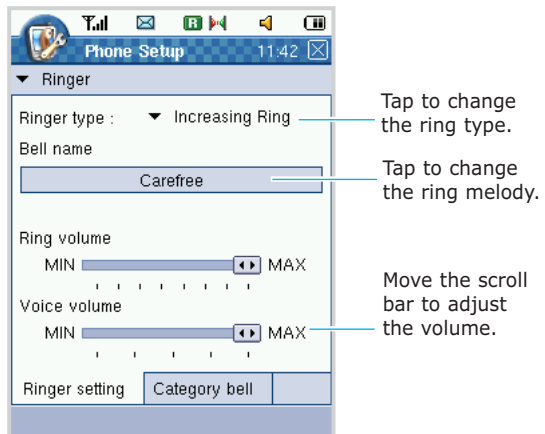 R
Phone Setup 11:42
Ringer
Ringer type : Increasing Ring
Bell name
Carefree
Ring volume
MIN MAX
Voice volume
MIN MAX
Ringer setting Category bell
Tap to change
the ring type.
Tap to change
the ring melody.
Move the scroll
bar to adjust
the volume.